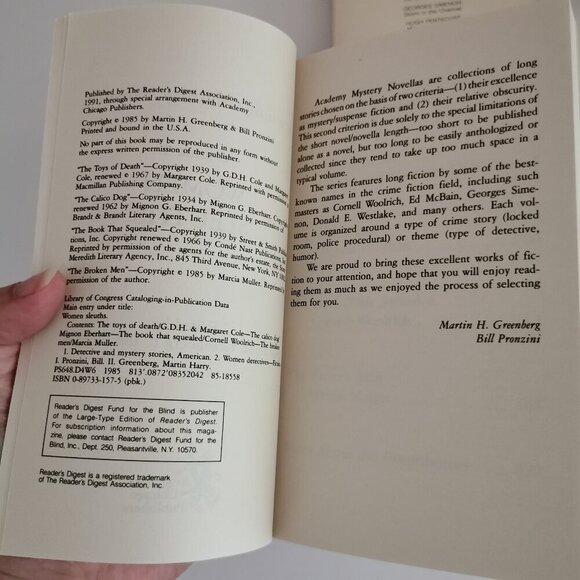 Published by The Reader's Digest Association, Inc.,
1991, through special arrangement with Academy
Chicago Publishers.
Copyright © 1985 by Martin H. Greenberg & Bill Pronzini
Printed and bound in the U.S.A.
No part of this book may be reproduced in any form without
the express written permission of the publisher.
"The Toys of Death"—Copyright 1939 by G.D.H. Cole and
Cole, renewed © 1967 by Margaret Cole. Reprinted with permission
Macmillan Publishing Company.
"The Calico Dog"—Copyright 1934 by Mignon G. Eberhart. Copyright
renewed 1962 by Mignon G. Eberhart. Reprinted by permission of
Brandt & Brandt Literary Agents, Inc.
"The Book That Squealed"—Copyright 1939 by Street & Smith
tions, Inc. Copyright renewed © 1966 by Condé Nast Publications
Reprinted by permission of the agents for the author's estate, the
Meredith Literary Agency, Inc., 845 Third Avenue, New York, NY
"The Broken Men"—Copyright © 1985 by Marcia Muller. Reprinted
permission of the author.
Library of Congress Cataloging-in-Publication Data
Main entry under title:
Women sleuths.
Contents: The toys of death/G.D.H. & Margaret Cole—The calico
Mignon Eberhart—The book that squealed/Cornell Woolrich—The
men/Marcia Muller.
1. Detective and mystery stories, American. 2. Women detectives—
I. Pronzini, Bill. II. Greenberg, Martin Harry.
PS648.D4W6 1985 813'.0872'08352042 85-18558
ISBN 0-89733-157-5 (pbk.)
Reader's Digest Fund for the Blind is publisher
of the Large-Type Edition of Reader's Digest.
For subscription information about this maga-
zine, please contact Reader's Digest Fund for the
Blind, Inc., Dept. 250, Pleasantville, N.Y. 10570.
Reader's Digest is a registered trademark
of The Reader's Digest Association, Inc.
GEORGES SIMENON
Storm in the Channel
HUGH PENTECOST
Academy Mystery Novellas are collections of long
stories chosen on the basis of two criteria—(1) their excellence
as mystery/suspense fiction and (2) their relative obscurity.
This second criterion is due solely to the special limitations of
the short novel/novella length—too short to be published
alone as a novel, but too long to be easily anthologized or
collected since they tend to take up too much space in a
typical volume.
The series features long fiction by some of the best-
known names in the crime fiction field, including such
masters as Cornell Woolrich, Ed McBain, Georges Sime-
non, Donald E. Westlake, and many others. Each vol-
ume is organized around a type of crime story (locked
room, police procedural) or theme (type of detective,
humor).
We are proud to bring these excellent works of fic-
tion to your attention, and hope that you will enjoy read-
ing them as much as we enjoyed the process of selecting
them for you.
Martin H. Greenberg
Bill Pronzini